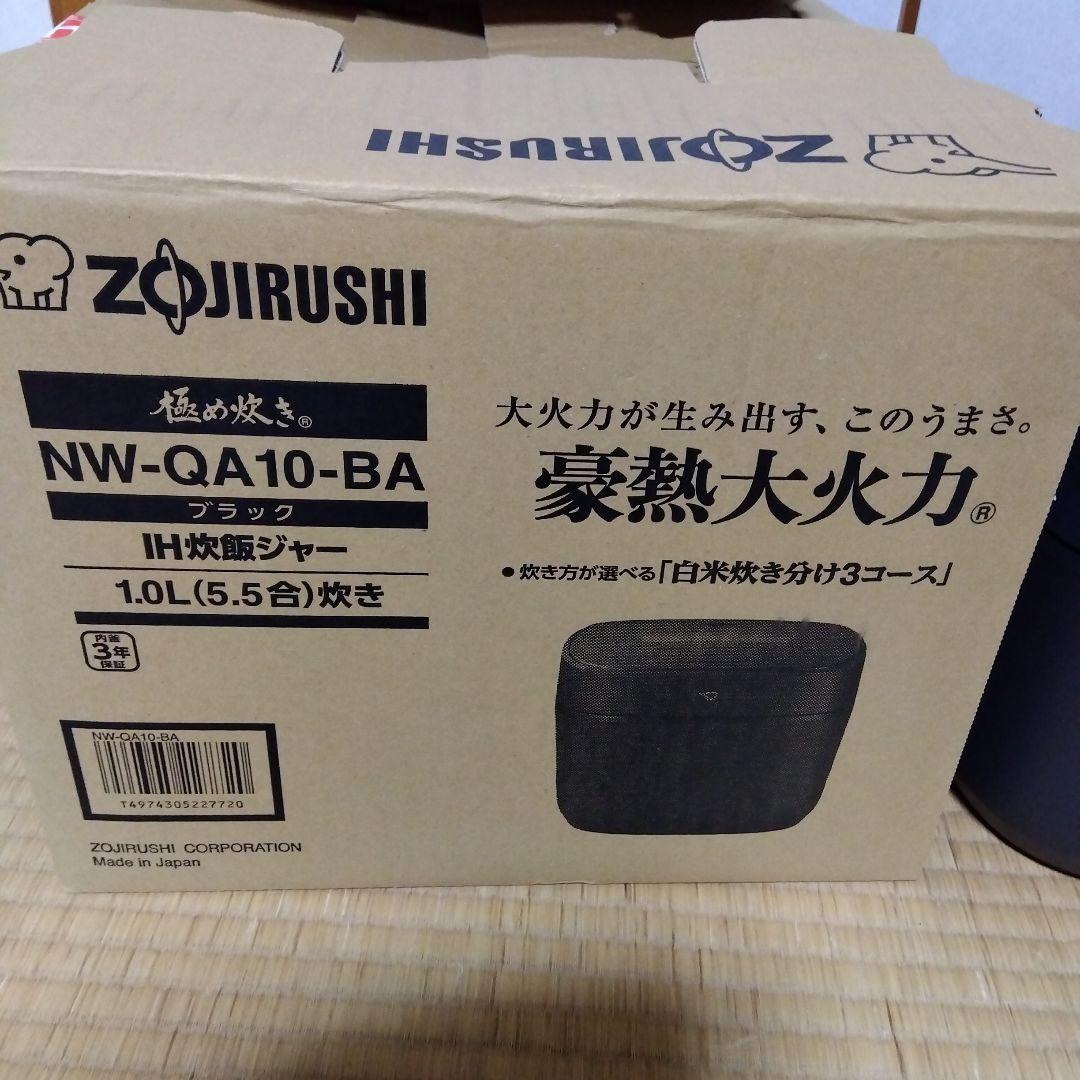 ZOJIRUSHI
ZOJIRUSHI
極め炊き®
NW-QA10-BA
ブラック
IH炊飯ジャー
1.0L(5.5合)炊き
内釜
3年
保証
大火力が生み出す、このうまさ。
豪熱大火力®
●炊き方が選べる「白米炊き分け3コース」
NW-QA10-BA
T4974305227720
ZOJIRUSHI CORPORATION
Made in Japan